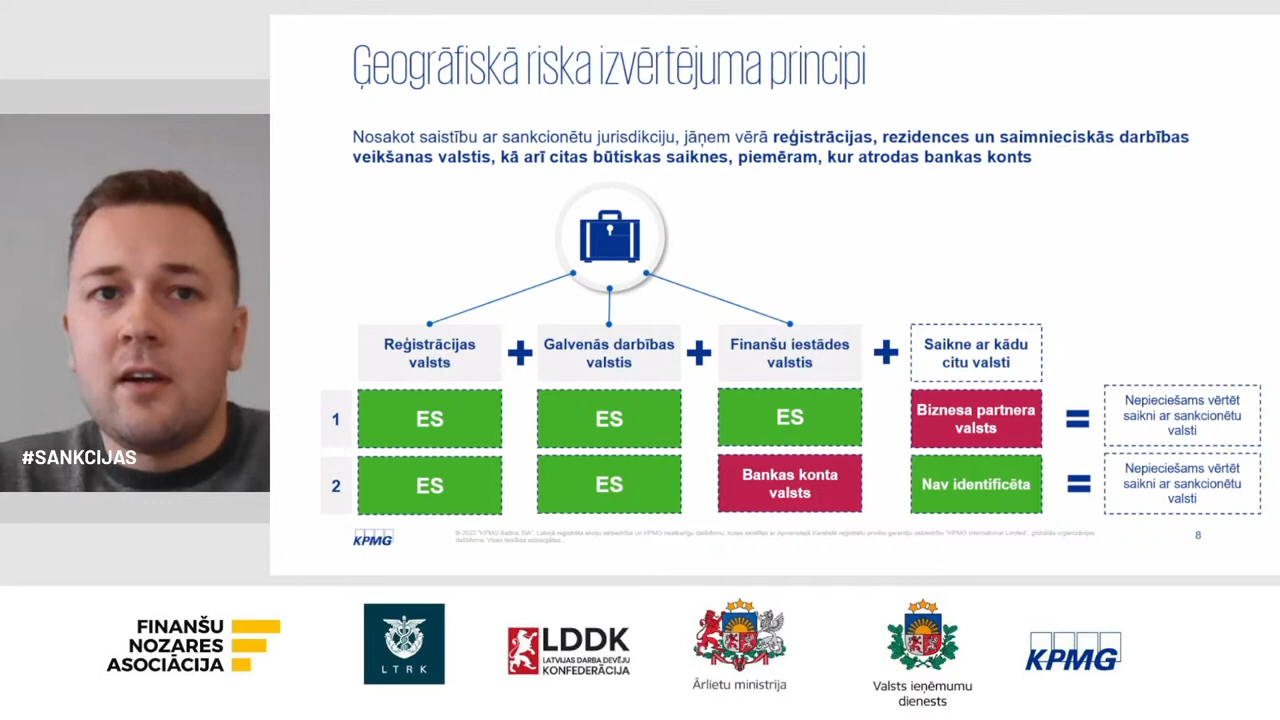 Ģeogrāfiskā riska izvērtējuma principi
Nosakot saistību ar sankcionētu jurisdikciju, jāņem vērā reģistrācijas, rezidences un saimnieciskās darbības
veikšanas valstis, kā arī citas būtiskas saiknes, piemēram, kur atrodas bankas konts
Reģistrācijas
valsts
Galvenās darbības
valstis
Finanšu iestādes
valstis
Saikne ar kādu
citu valsti
1
ES
ES
ES
Biznesa partnera
valsts
Nepieciešams vērtēt
saikni ar sankcionētu
valsti
2
ES
ES
Bankas konta
valsts
Nav identificēta
Nepieciešams vērtēt
saikni ar sankcionētu
valsti
#SANKCIJAS
KPMG
8
FINANŠU
NOZARES
ASOCIĀCIJA
LTRK
LDDK
LATVIJAS DARBA DEVĒJU
KONFEDERĀCIJA
Ārlietu ministrija
Valsts ieņēmumu
dienests
KPMG